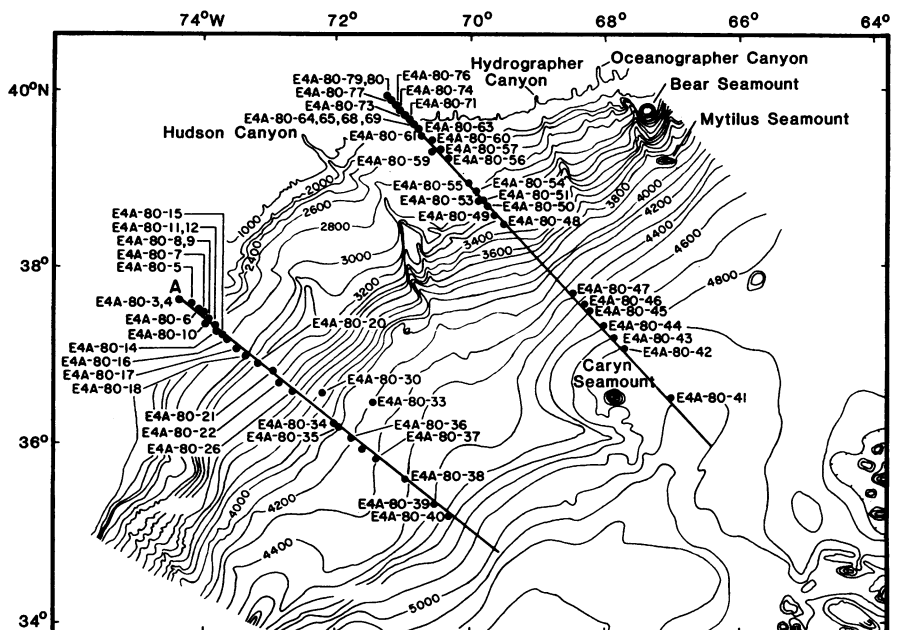 74°W 72° 70° 68° 66° 64°
Hydrographer
Canyon
Oceanographer Canyon
Bear Seamount
Mytilus Seamount
40°N
E4A-80-79,80
E4A-80-76
E4A-80-77
E4A-80-74
E4A-80-73
E4A-80-71
E4A-80-64,65,68,69
Hudson Canyon
E4A-80-63
E4A-80-61
E4A-80-60
E4A-80-57
E4A-80-59
E4A-80-56
E4A-80-55
E4A-80-54
E4A-80-53
E4A-80-51
E4A-80-50
E4A-80-49
E4A-80-48
2000
2600
2800
1000
2400
3000
3200
3400
3600
3800
4000
4200
4400
4600
4800
E4A-80-15
E4A-80-11,12
E4A-80-8,9
E4A-80-7
E4A-80-5
38°
A
E4A-80-3,4
E4A-80-6
E4A-80-10
E4A-80-14
E4A-80-16
E4A-80-17
E4A-80-18
E4A-80-20
E4A-80-47
E4A-80-46
E4A-80-45
E4A-80-44
E4A-80-43
E4A-80-42
Caryn
Seamount
E4A-80-41
E4A-80-30
E4A-80-33
E4A-80-21
E4A-80-22
E4A-80-26
E4A-80-34
E4A-80-35
E4A-80-36
E4A-80-37
36°
E4A-80-38
E4A-80-39
E4A-80-40
4000
4200
4400
5000
34°